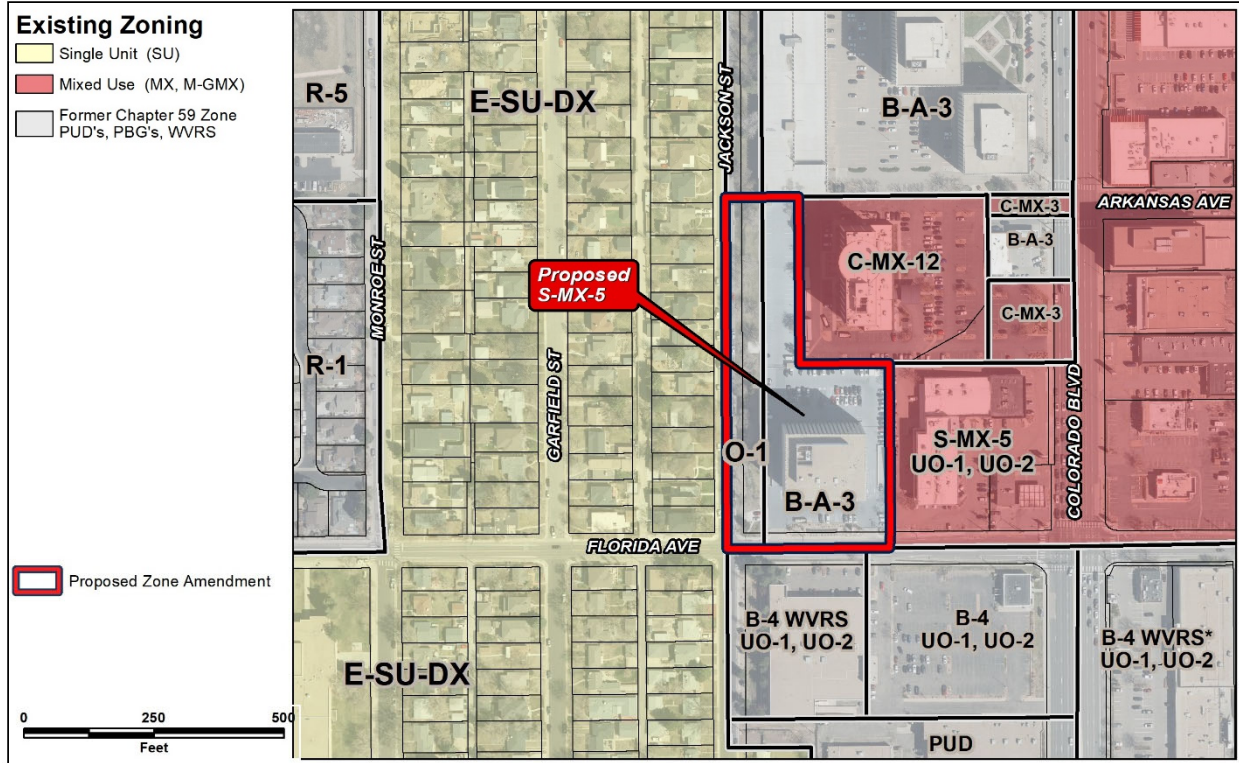 Existing Zoning
Single Unit (SU)
Mixed Use (MX, M-GMX)
Former Chapter 59 Zone
PUD's, PBG's, WVRS
Proposed Zone Amendment
0 250 500
Feet
R-5
E-SU-DX
JACKSON ST
B-A-3
C-MX-3
ARKANSAS AVE
B-A-3
C-MX-12
Proposed
S-MX-5
C-MX-3
MONROE ST
R-1
GARFIELD ST
O-1
B-A-3
S-MX-5
UO-1, UO-2
COLORADO BLVD
FLORIDA AVE
B-4 WVRS
UO-1, UO-2
B-4
UO-1, UO-2
B-4 WVRS*
UO-1, UO-2
E-SU-DX
PUD